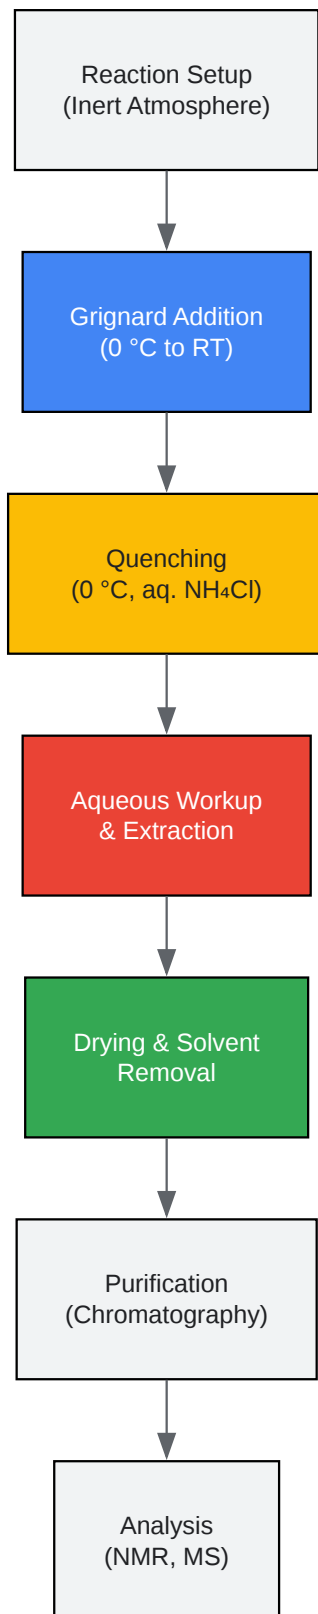 Reaction Setup
(Inert Atmosphere)
Grignard Addition
(0 °C to RT)
Quenching
(0 °C, aq. NH₄Cl)
Aqueous Workup
& Extraction
Drying & Solvent
Removal
Purification
(Chromatography)
Analysis
(NMR, MS)